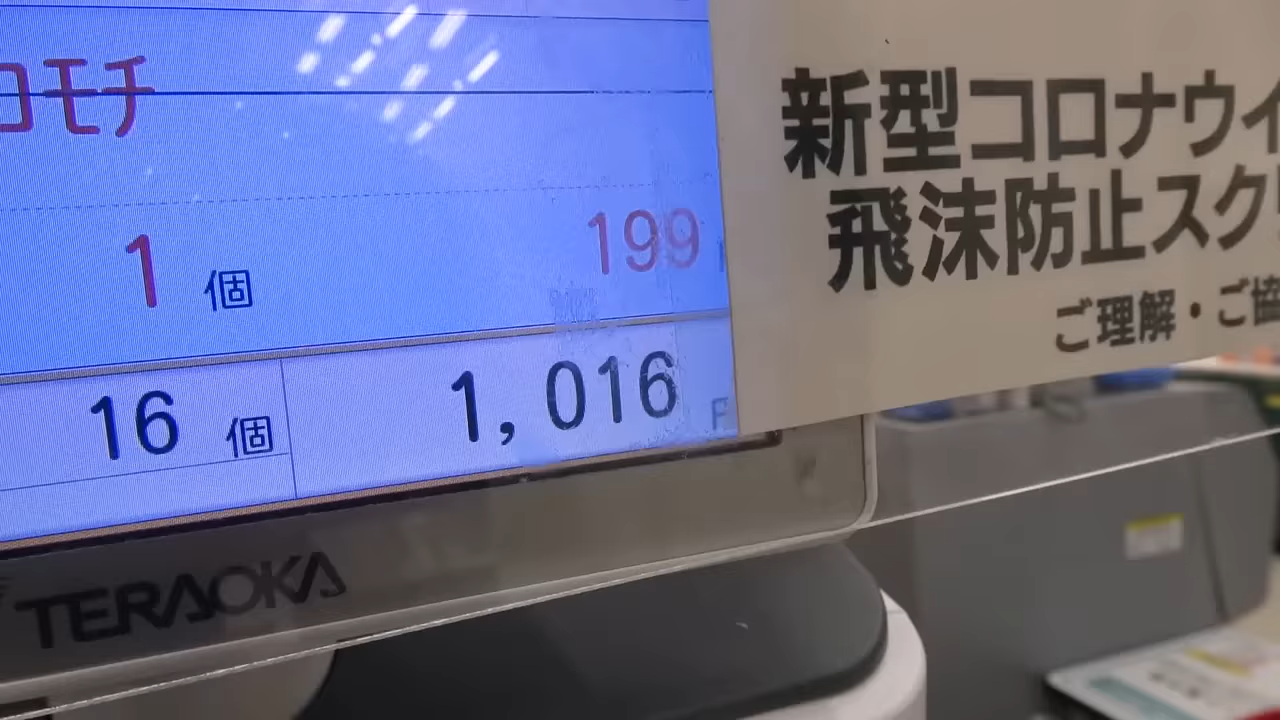 コモチ
1 個 199
16 個 1,016
TERAOKA
新型コロナウイ
飛沫防止スク
ご理解・ご協